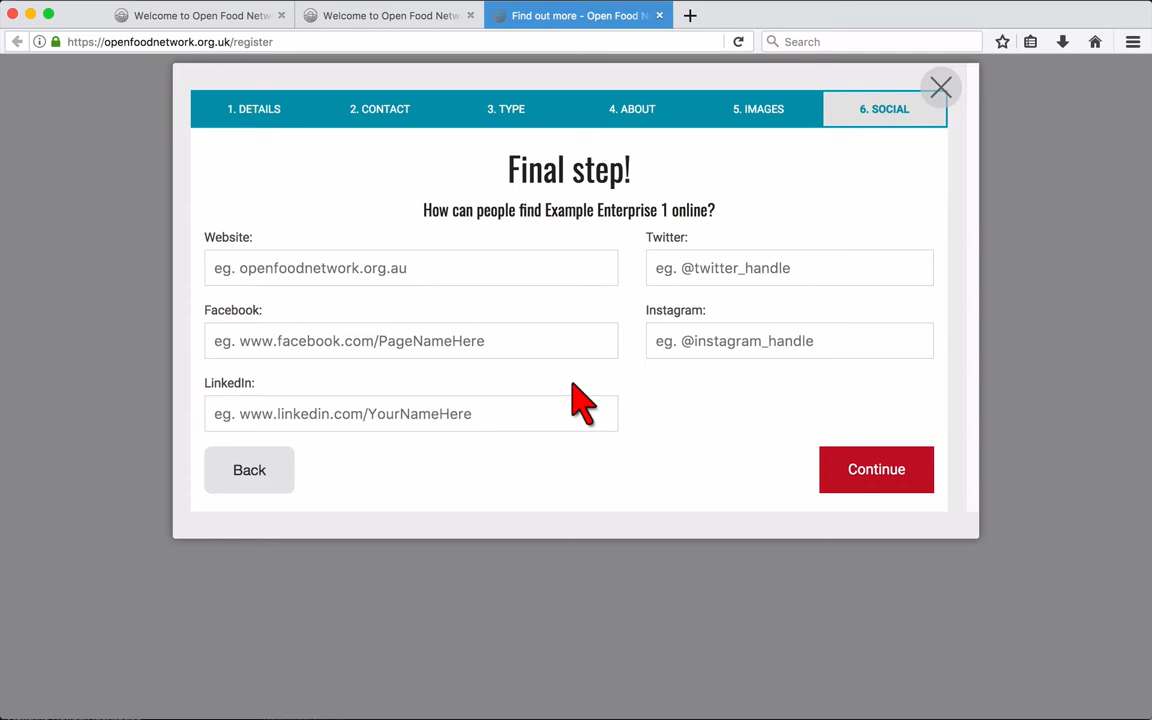 Welcome to Open Food Netw
Welcome to Open Food Netw
Find out more - Open Food N
https://openfoodnetwork.org.uk/register
Search
1. DETAILS
2. CONTACT
3. TYPE
4. ABOUT
5. IMAGES
6. SOCIAL
Final step!
How can people find Example Enterprise 1 online?
Website:
Twitter:
eg. openfoodnetwork.org.au
eg. @twitter_handle
Facebook:
Instagram:
eg. www.facebook.com/PageNameHere
eg. @instagram_handle
LinkedIn:
eg. www.linkedin.com/YourNameHere
Back
Continue